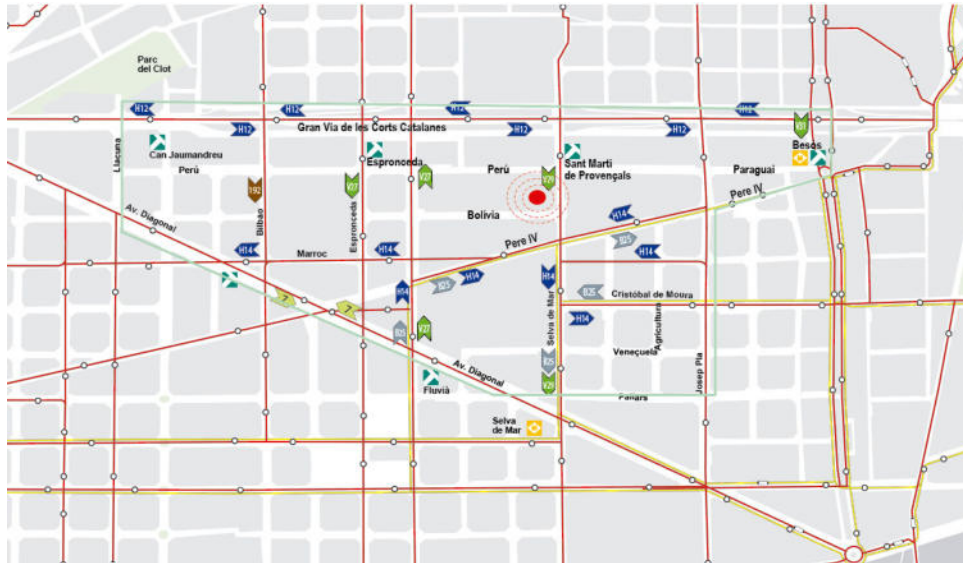 Parc
del Clot
H12
H12
H12
H12
H12
H12
H12
V31
Gran Via de les Corts Catalanes
Llacuna
Can Jaumandreu
Espronceda
Sant Martí
de Provençals
Besòs
Perú
Perú
Paraguai
192
V27
V27
V29
Bilbao
Espronceda
Av. Diagonal
Bolívia
Pere IV
H14
Pere IV
B25
H14
H14
H14
Marroc
B25
H14
H14
H14
B25
Cristóbal de Moura
7
7
B25
V27
H14
Selva de Mar
Agricultura
Veneçuela
Josep Pla
B25
V29
Av. Diagonal
Fluvià
Pallars
Selva
de Mar